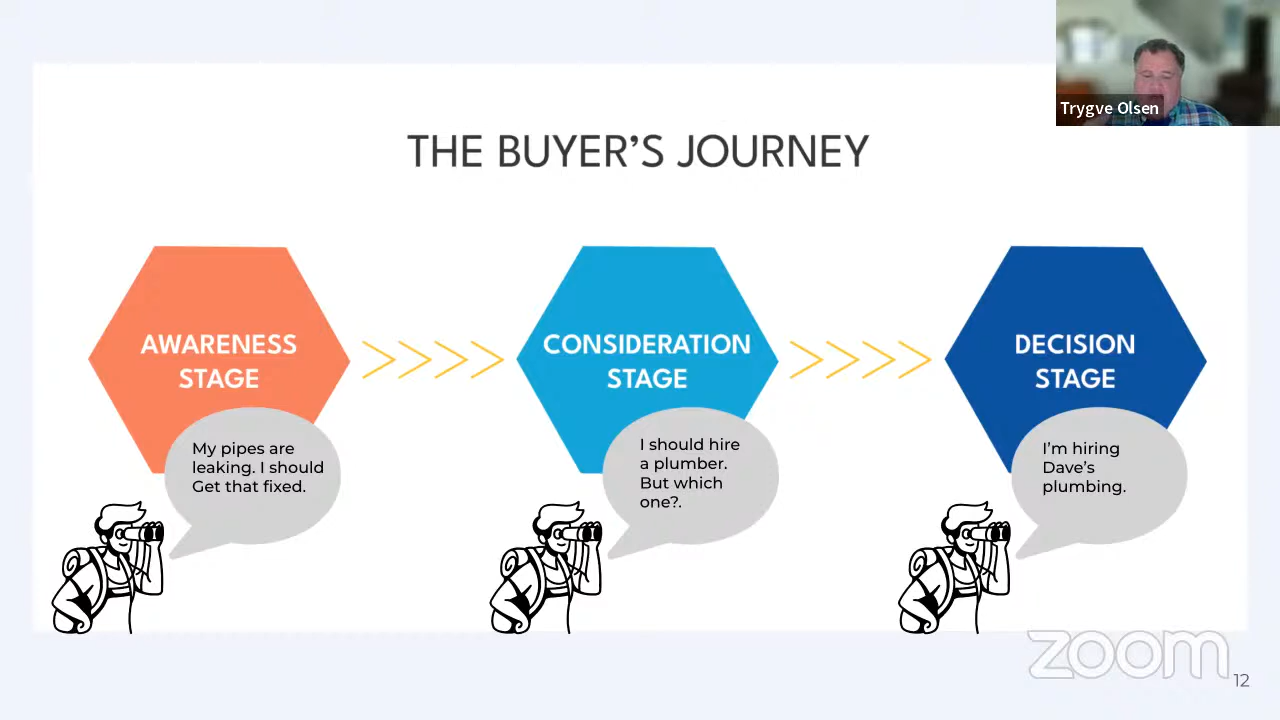 Trygve Olsen
THE BUYER’S JOURNEY
AWARENESS
STAGE
CONSIDERATION
STAGE
DECISION
STAGE
My pipes are
leaking. I should
Get that fixed.
I should hire
a plumber.
But which
one?.
I’m hiring
Dave’s
plumbing.
zoom
12